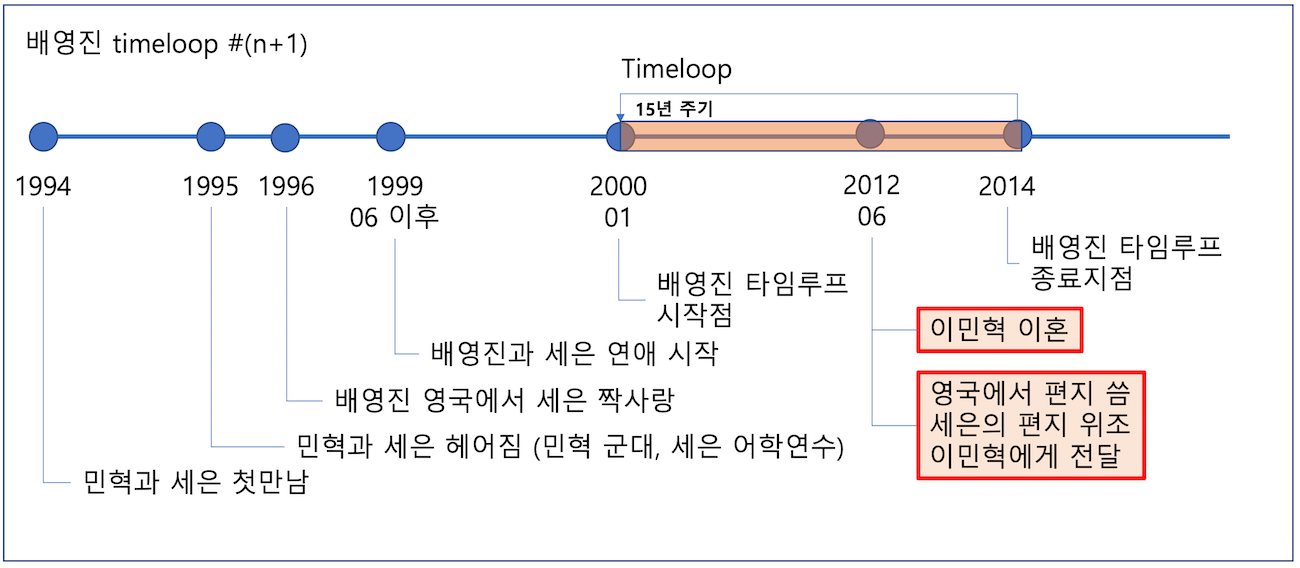 배영진 timeloop #(n+1)
Timeloop
15년 주기
1994
1995
1996
1999
06 이후
2000
01
2012
06
2014
배영진 타임루프
종료지점
배영진 타임루프
시작점
이민혁 이혼
배영진과 세은 연애 시작
영국에서 편지 씀
세은의 편지 위조
이민혁에게 전달
배영진 영국에서 세은 짝사랑
민혁과 세은 헤어짐 (민혁 군대, 세은 어학연수)
민혁과 세은 첫만남